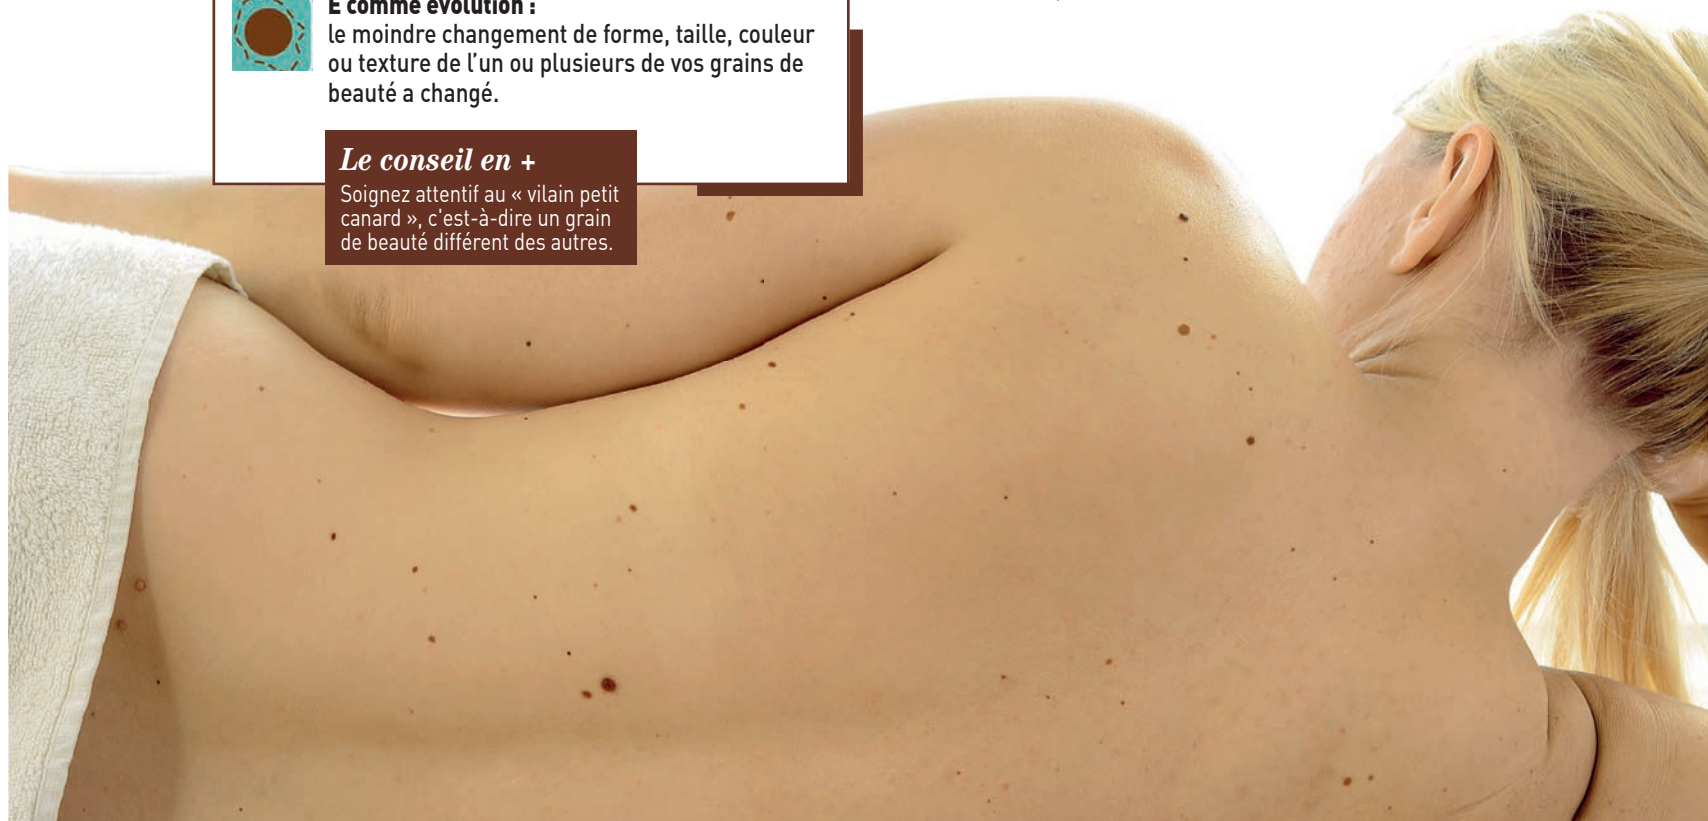 E comme évolution :
le moindre changement de forme, taille, couleur
ou texture de l'un ou plusieurs de vos grains de
beauté a changé.
Le conseil en +
Soignez attentif au « vilain petit
canard », c'est-à-dire un grain
de beauté différent des autres.